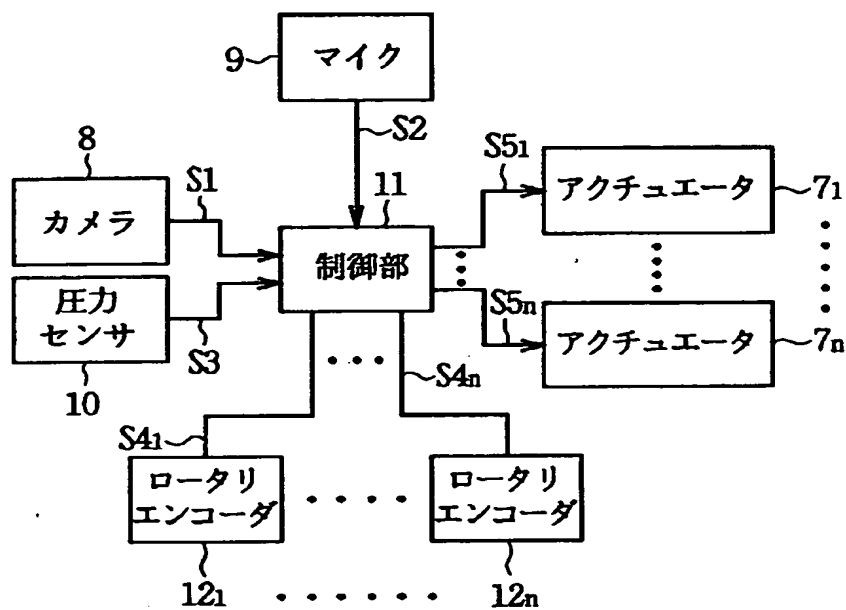 9
マイク
S2
8
S1
カメラ
圧力
センサ
S3
10
11
制御部
S5₁
アクチュエータ
7₁
S5n
アクチュエータ
7n
S4₁
S4n
ロータリ
エンコーダ
12₁
ロータリ
エンコーダ
12n